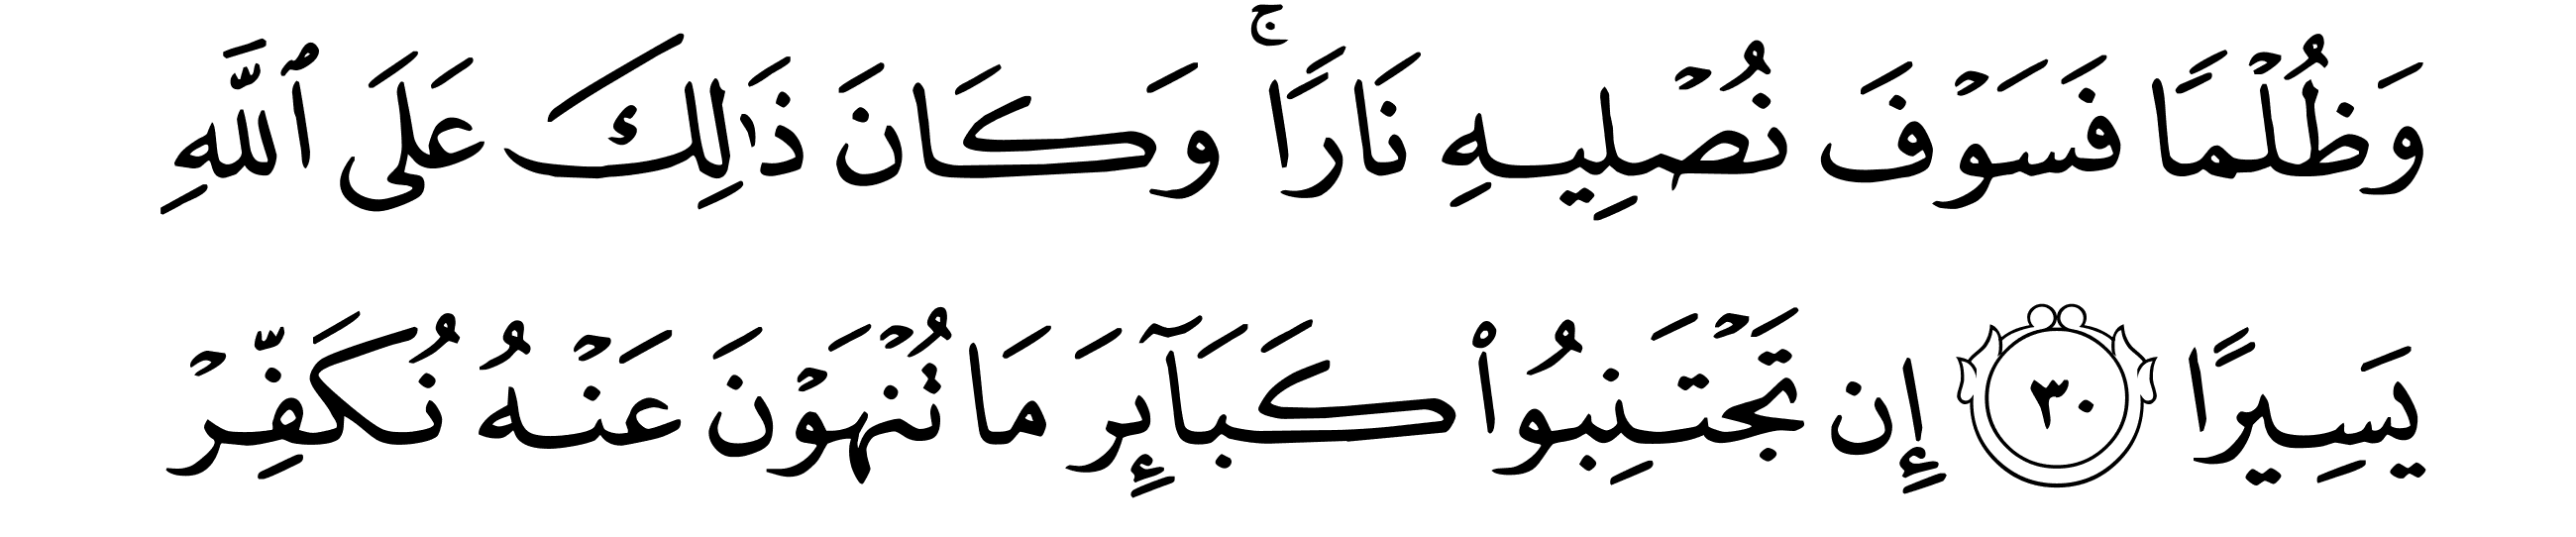 وَظُلۡمٗا فَسَوۡفَ نُصۡلِيهِ نَارٗاۚ وَكَانَ ذَٰلِكَ عَلَى ٱللَّهِ
يَسِيرًا ٣٠ إِن تَجۡتَنِبُواْ كَبَآئِرَ مَا تُنۡهَوۡنَ عَنۡهُ نُكَفِّرۡ